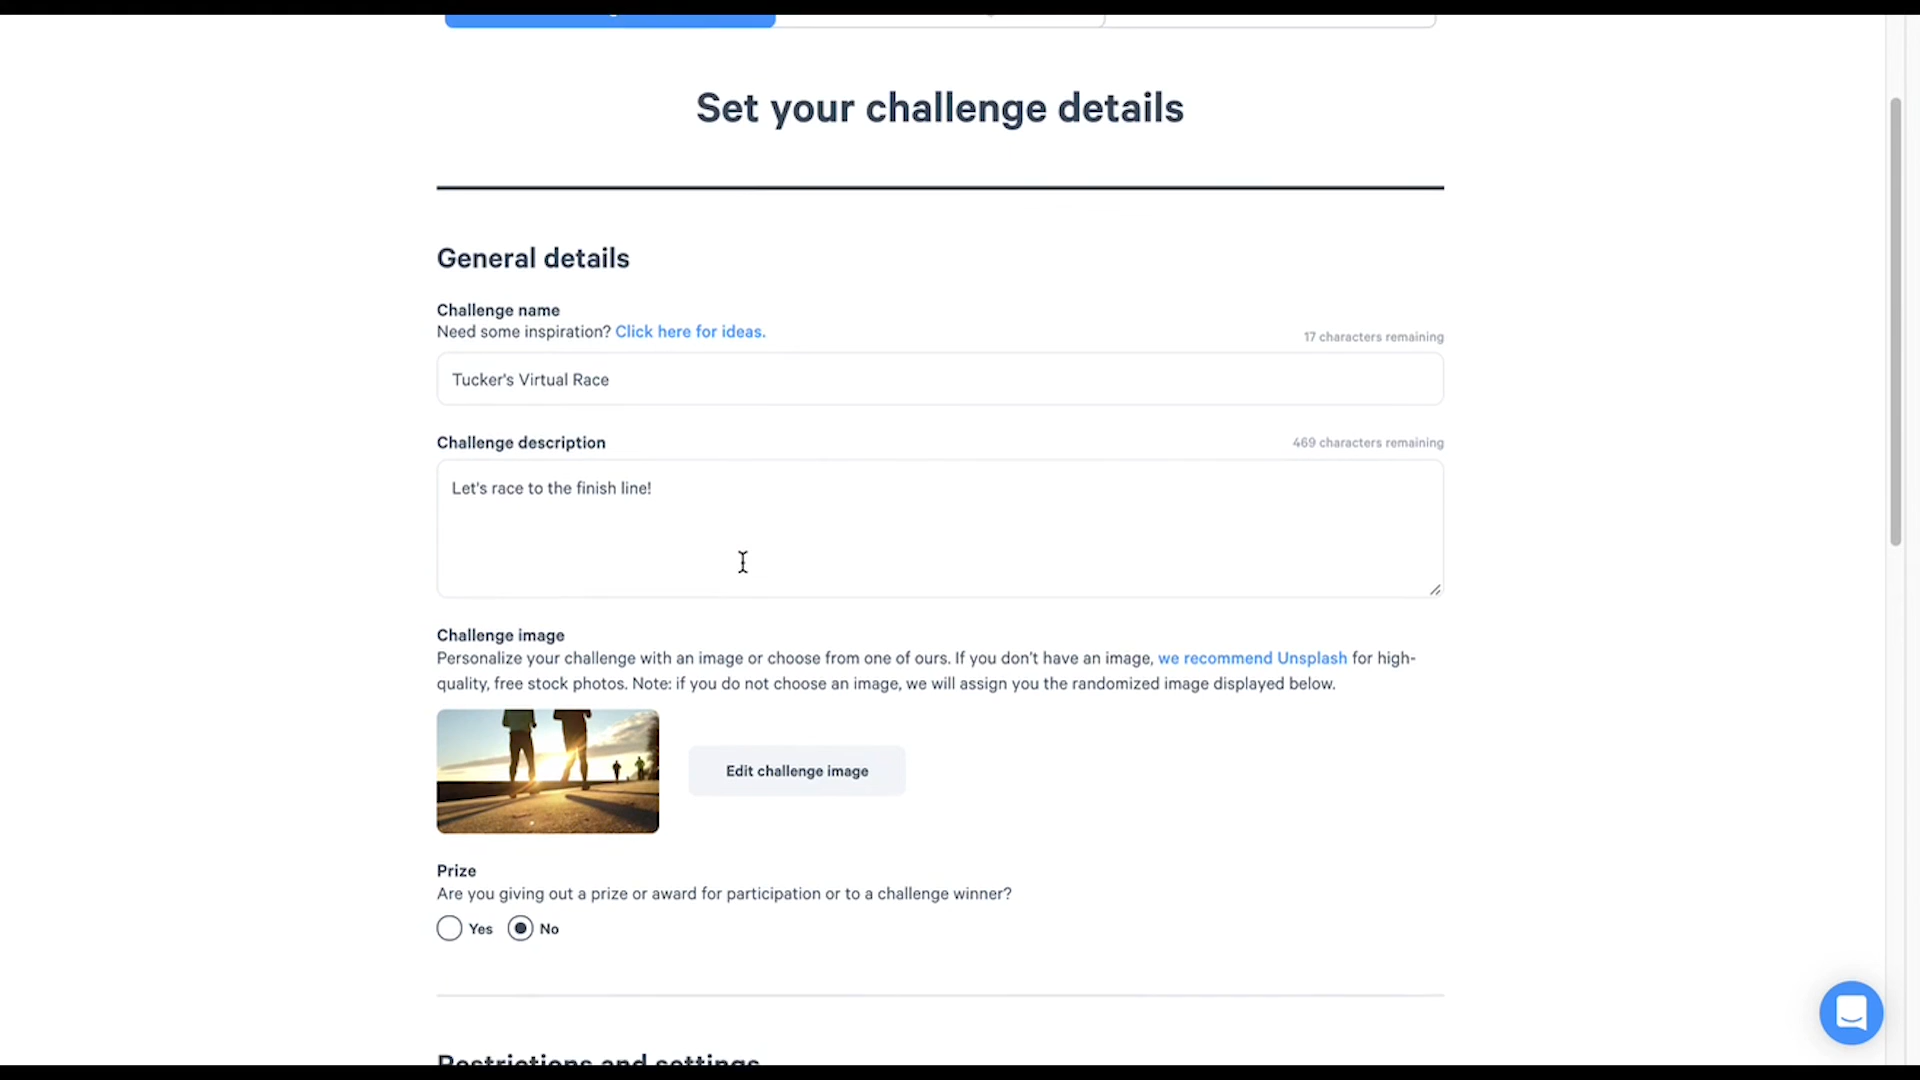 Set your challenge details
General details
Challenge name
Need some inspiration? Click here for ideas.
17 characters remaining
Tucker's Virtual Race
Challenge description
469 characters remaining
Let's race to the finish line!
Challenge image
Personalize your challenge with an image or choose from one of ours. If you don't have an image, we recommend Unsplash for high-
quality, free stock photos. Note: if you do not choose an image, we will assign you the randomized image displayed below.
Edit challenge image
Prize
Are you giving out a prize or award for participation or to a challenge winner?
Yes No
Restrictions and settings